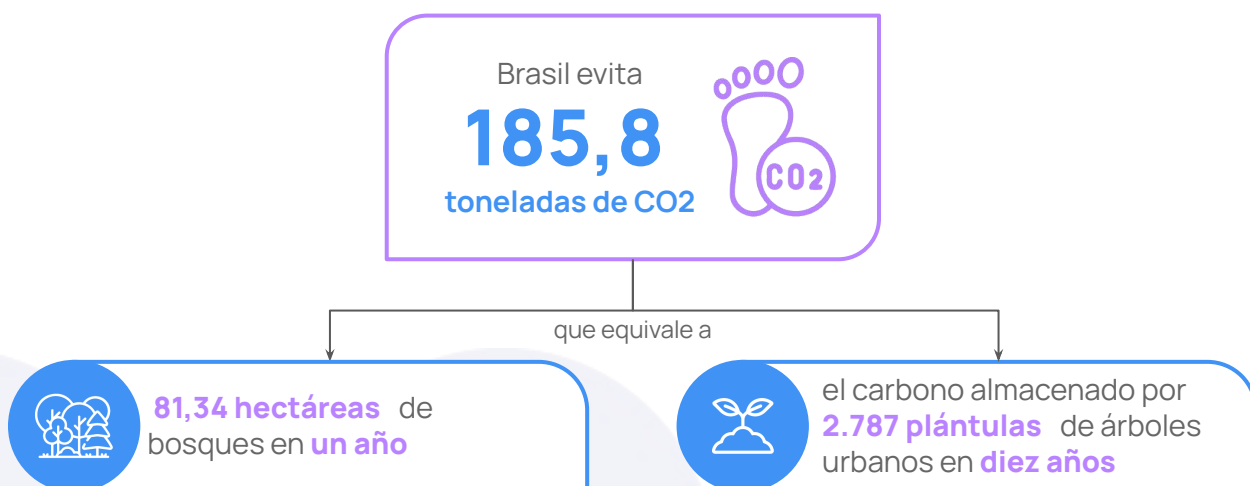 Brasil evita
185,8
toneladas de CO2
CO2
que equivale a
81,34 hectáreas de
bosques en un año
el carbono almacenado por
2.787 plántulas de árboles
urbanos en diez años